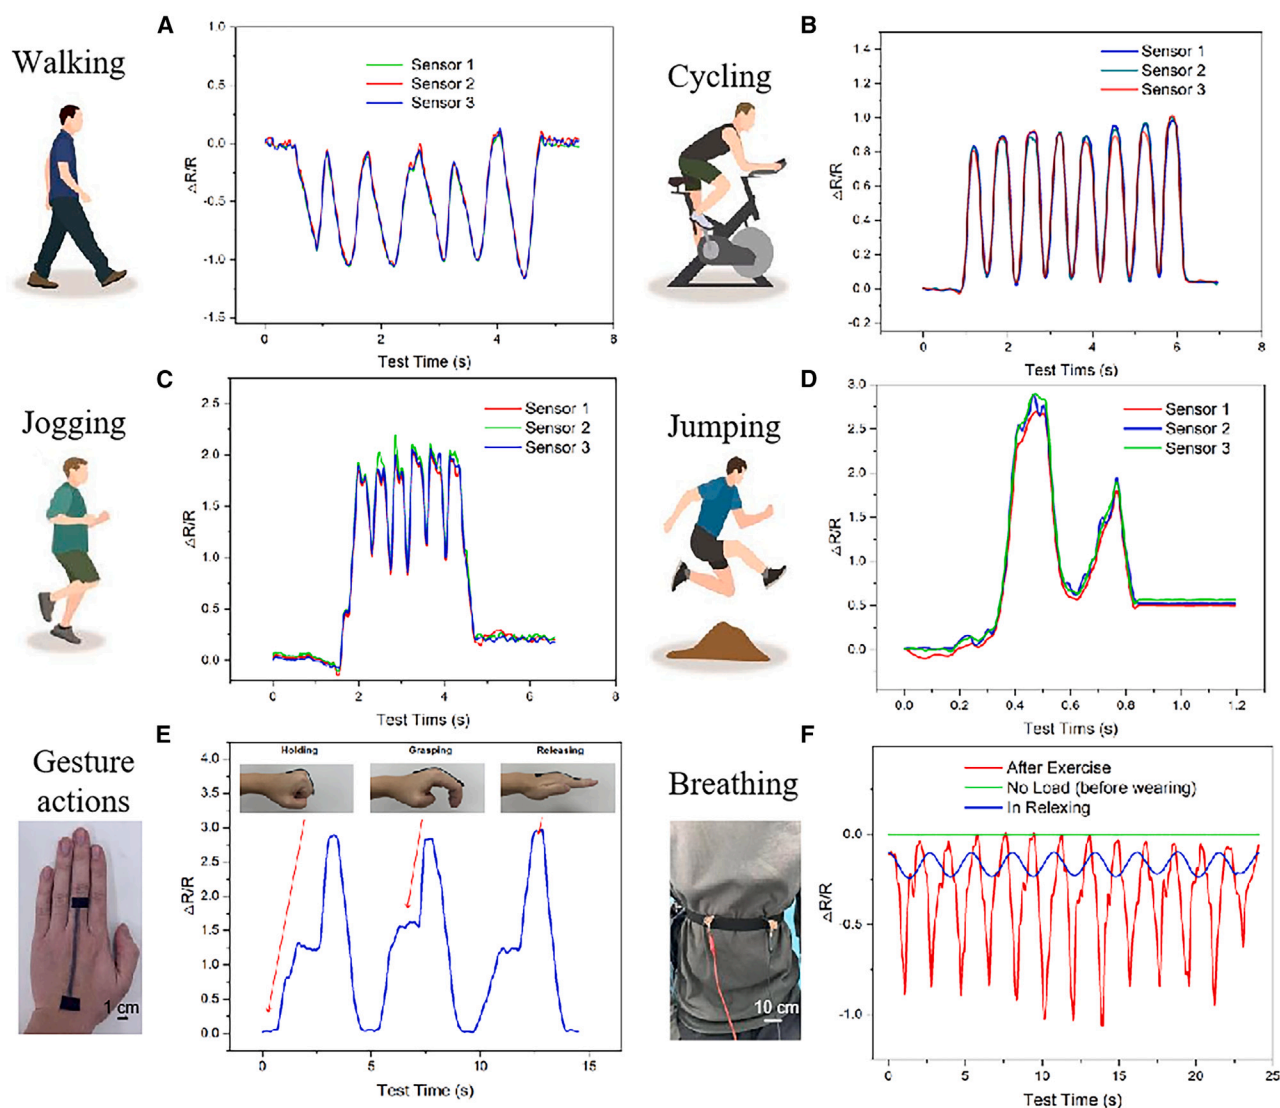 A
Walking
1.0
0.5
0.0
-0.5
-1.0
-1.5
△R/R
Sensor 1
Sensor 2
Sensor 3
0
2
4
6
8
Test Time (s)
B
Cycling
1.4
1.2
1.0
0.8
0.6
0.4
0.2
0.0
-0.2
△R/R
Sensor 1
Sensor 2
Sensor 3
0
2
4
6
8
Test Tims (s)
C
Jogging
2.5
2.0
1.5
1.0
0.5
0.0
△R/R
Sensor 1
Sensor 2
Sensor 3
0
2
4
6
8
Test Tims (s)
D
Jumping
3.0
2.5
2.0
1.5
1.0
0.5
0.0
△R/R
Sensor 1
Sensor 2
Sensor 3
0.0
0.2
0.4
0.6
0.8
1.0
1.2
Test Tims (s)
E
Gesture
actions
1 cm
4.0
3.5
3.0
2.5
2.0
1.5
1.0
0.5
0.0
△R/R
Holding
Grasping
Releasing
0
5
10
15
Test Time (s)
F
Breathing
10 cm
0.0
-0.5
-1.0
△R/R
After Exercise
No Load (before wearing)
In Relexing
0
5
10
15
20
25
Test Time (s)